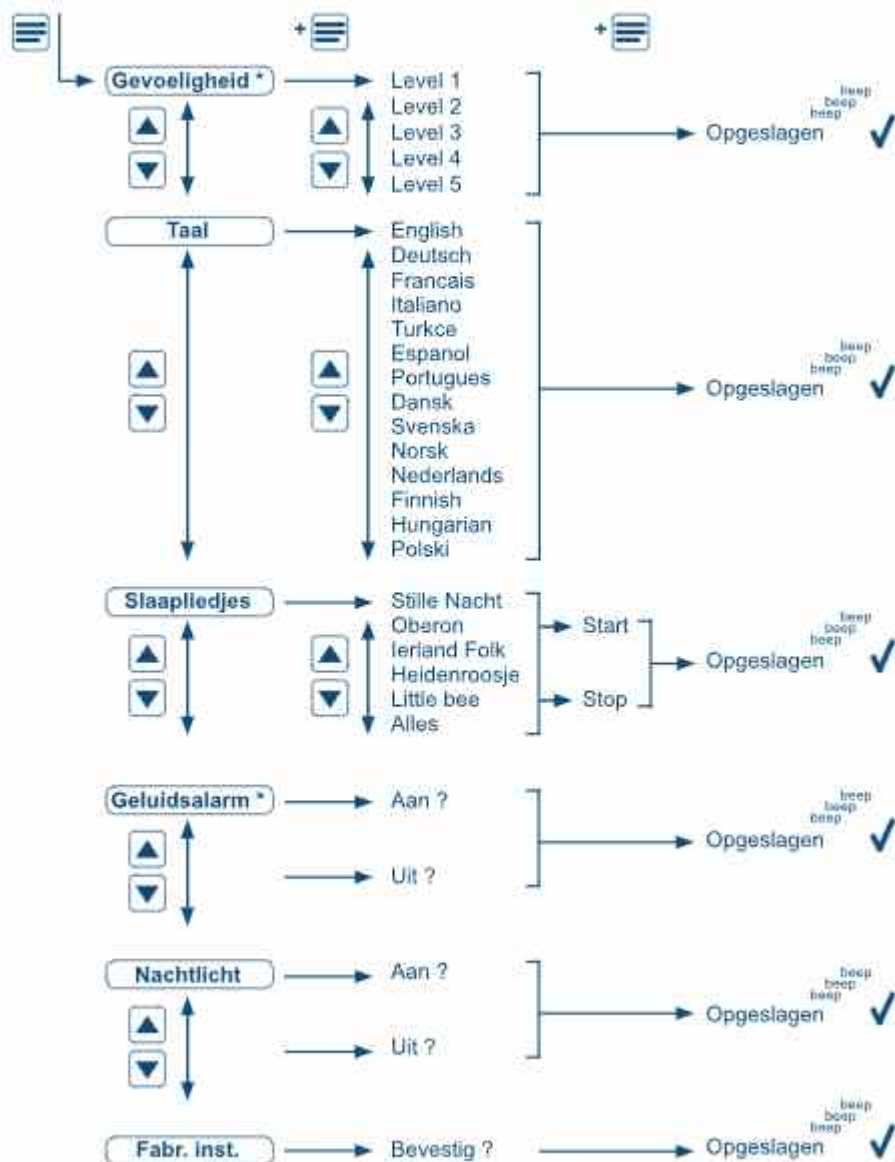 +
+
Gevoeligheid *
Level 1
Level 2
Level 3
Level 4
Level 5
Opgeslagen
beep
beep
beep
Taal
English
Deutsch
Francais
Italiano
Turkce
Espanol
Portugues
Dansk
Svenska
Norsk
Nederlands
Finnish
Hungarian
Polski
Opgeslagen
beep
beep
beep
Slaapliedjes
Stille Nacht
Oberon
Ierland Folk
Heidenroosje
Little bee
Alles
Start
Stop
Opgeslagen
beep
beep
beep
Geluidsalarm *
Aan ?
Uit ?
Opgeslagen
beep
beep
beep
Nachtlicht
Aan ?
Uit ?
Opgeslagen
beep
beep
beep
Fabr. inst.
Bevestig ?
Opgeslagen
beep
beep
beep